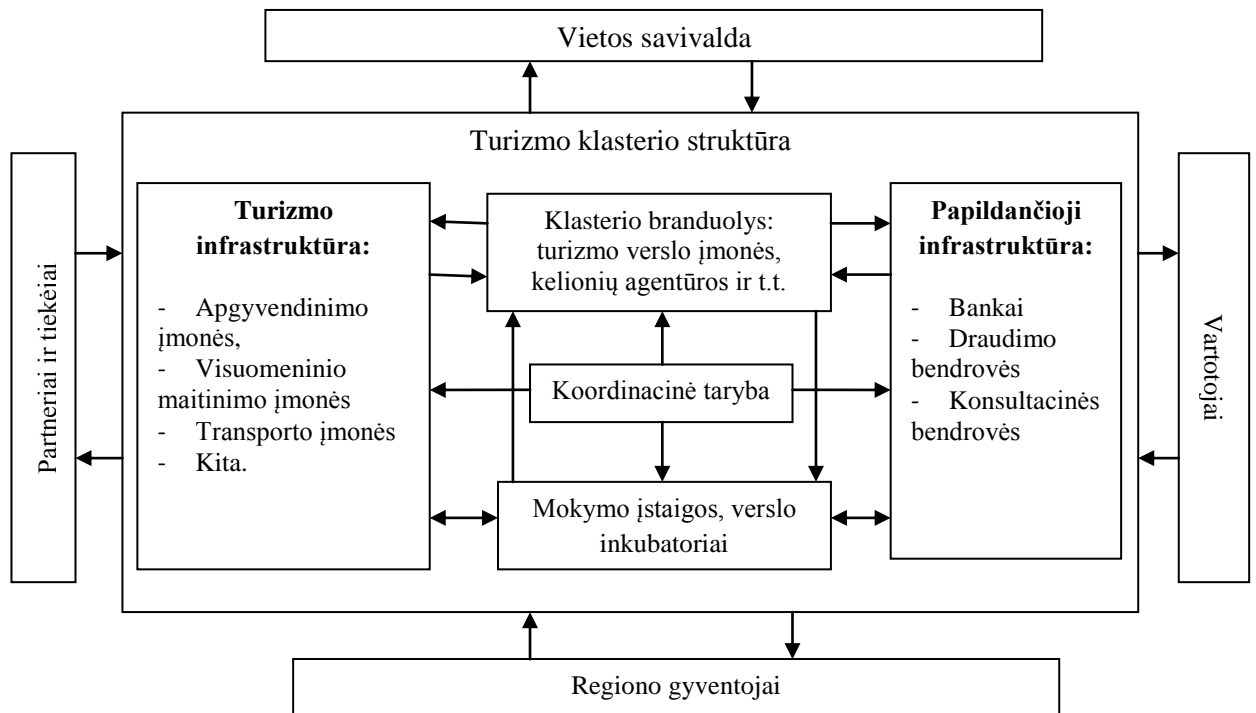 Vietos savivalda
Turizmo klasterio struktūra
Partneriai ir tiekėjai
Turizmo
infrastruktūra:
- Apgyvendinimo
įmonės,
- Visuomeninio
maitinimo įmonės
- Transporto įmonės
- Kita.
Klasterio branduolys:
turizmo verslo įmonės,
kelionių agentūros ir t.t.
Koordinacinė taryba
Mokymo įstaigos, verslo
inkubatoriai
Papildančioji
infrastruktūra:
- Bankai
- Draudimo
bendrovės
- Konsultacinės
bendrovės
Vartotojai
Regiono gyventojai